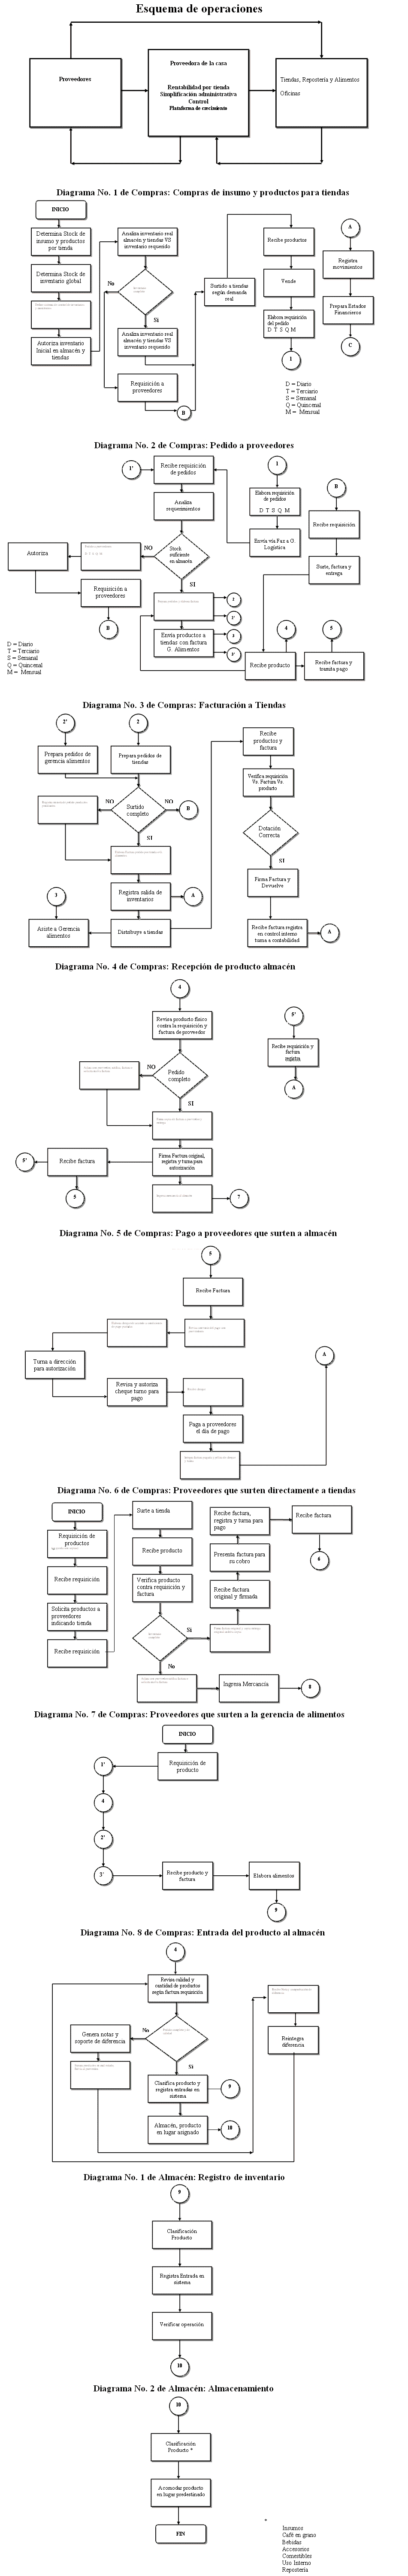 Esquema de operaciones
Proveedores
Proveedora de la casa
Rentabilidad por tienda
Simplificación administrativa
Control
Plataforma de crecimiento
Tiendas, Repostería y Alimentos
Oficinas
Diagrama No. 1 de Compras: Compras de insumo y productos para tiendas
INICIO
Determina Stock de
insumo y productos
por tienda
Determina Stock de
inventario global
Autoriza inventario
Inicial en almacén y
tiendas
Analiza inventario real
almacén y tiendas VS
inventario requerido
No
Si
Analiza inventario real
almacén y tiendas VS
inventario requerido
Requisición a
proveedores
B
Surtido a tiendas
según demanda
real
Recibe productos
Vende
Elabora requisición
del pedido
D T S Q M
1
A
Registra
movimientos
Prepara Estados
Financieros
C
D = Diario
T = Terciario
S = Semanal
Q = Quincenal
M = Mensual
Diagrama No. 2 de Compras: Pedido a proveedores
1'
Recibe requisición
de pedidos
Analiza
requerimientos
Stock
suficiente
en almacén
NO
SI
Autoriza
Requisición a
proveedores
B
Envía productos a
tiendas con factura
G. Alimentos
2
2'
3
3'
1
Elabora requisición
de pedidos
D T S Q M
Envía vía Fax a G.
Logística
B
Recibe requisición
Surte, factura y
entrega
4
5
Recibe producto
Recibe factura y
tramita pago
D = Diario
T = Terciario
S = Semanal
Q = Quincenal
M = Mensual
Diagrama No. 3 de Compras: Facturación a Tiendas
2'
2
Prepara pedidos de
gerencia alimentos
Prepara pedidos de
tiendas
NO
Surtido
completo
NO
B
SI
Registra salida de
inventarios
A
3
Asiste a Gerencia
alimentos
Distribuye a tiendas
Recibe
productos y
factura
Verifica requisición
Vs. Factura Vs.
producto
Dotación
Correcta
SI
Firma Factura y
Devuelve
Recibe factura registra
en control interno
turna a contabilidad
A
Diagrama No. 4 de Compras: Recepción de producto almacén
4
Revisa producto físico
contra la requisición y
factura de proveedor
NO
Pedido
completo
SI
Firma Factura original,
registra y turna para
autorización
5'
Recibe factura
5
7
5'
Recibe requisición y
factura
registra
A
Diagrama No. 5 de Compras: Pago a proveedores que surten a almacén
5
Recibe Factura
Turna a dirección
para autorización
Revisa y autoriza
cheque turno para
pago
Paga a proveedores
el día de pago
A
Diagrama No. 6 de Compras: Proveedores que surten directamente a tiendas
INICIO
Requisición de
productos
Recibe requisición
Solicita productos a
proveedores
indicando tienda
Recibe requisición
Surte a tienda
Recibe producto
Verifica producto
contra requisición y
factura
Si
No
Recibe factura,
registra y turna para
pago
Presenta factura para
su cobro
Recibe factura
original y firmada
Recibe factura
6
Ingresa Mercancía
8
Diagrama No. 7 de Compras: Proveedores que surten a la gerencia de alimentos
INICIO
Requisición de
producto
1'
4
2'
3'
Recibe producto y
factura
Elabora alimentos
9
Diagrama No. 8 de Compras: Entrada del producto al almacén
6
Revisa calidad y
cantidad de productos
según factura requisición
No
Si
Genera notas y
soporte de diferencia
Clasifica producto y
registra entradas en
sistema
9
Almacén, producto
en lugar asignado
10
Reintegra
diferencia
Diagrama No. 1 de Almacén: Registro de inventario
9
Clasificación
Producto
Registra Entrada en
sistema
Verificar operación
10
Diagrama No. 2 de Almacén: Almacenamiento
10
Clasificación
Producto *
Acomodar producto
en lugar predestinado
FIN
*
Insumos
Café en grano
Bebidas
Accesorios
Comestibles
Uso Interno
Repostería